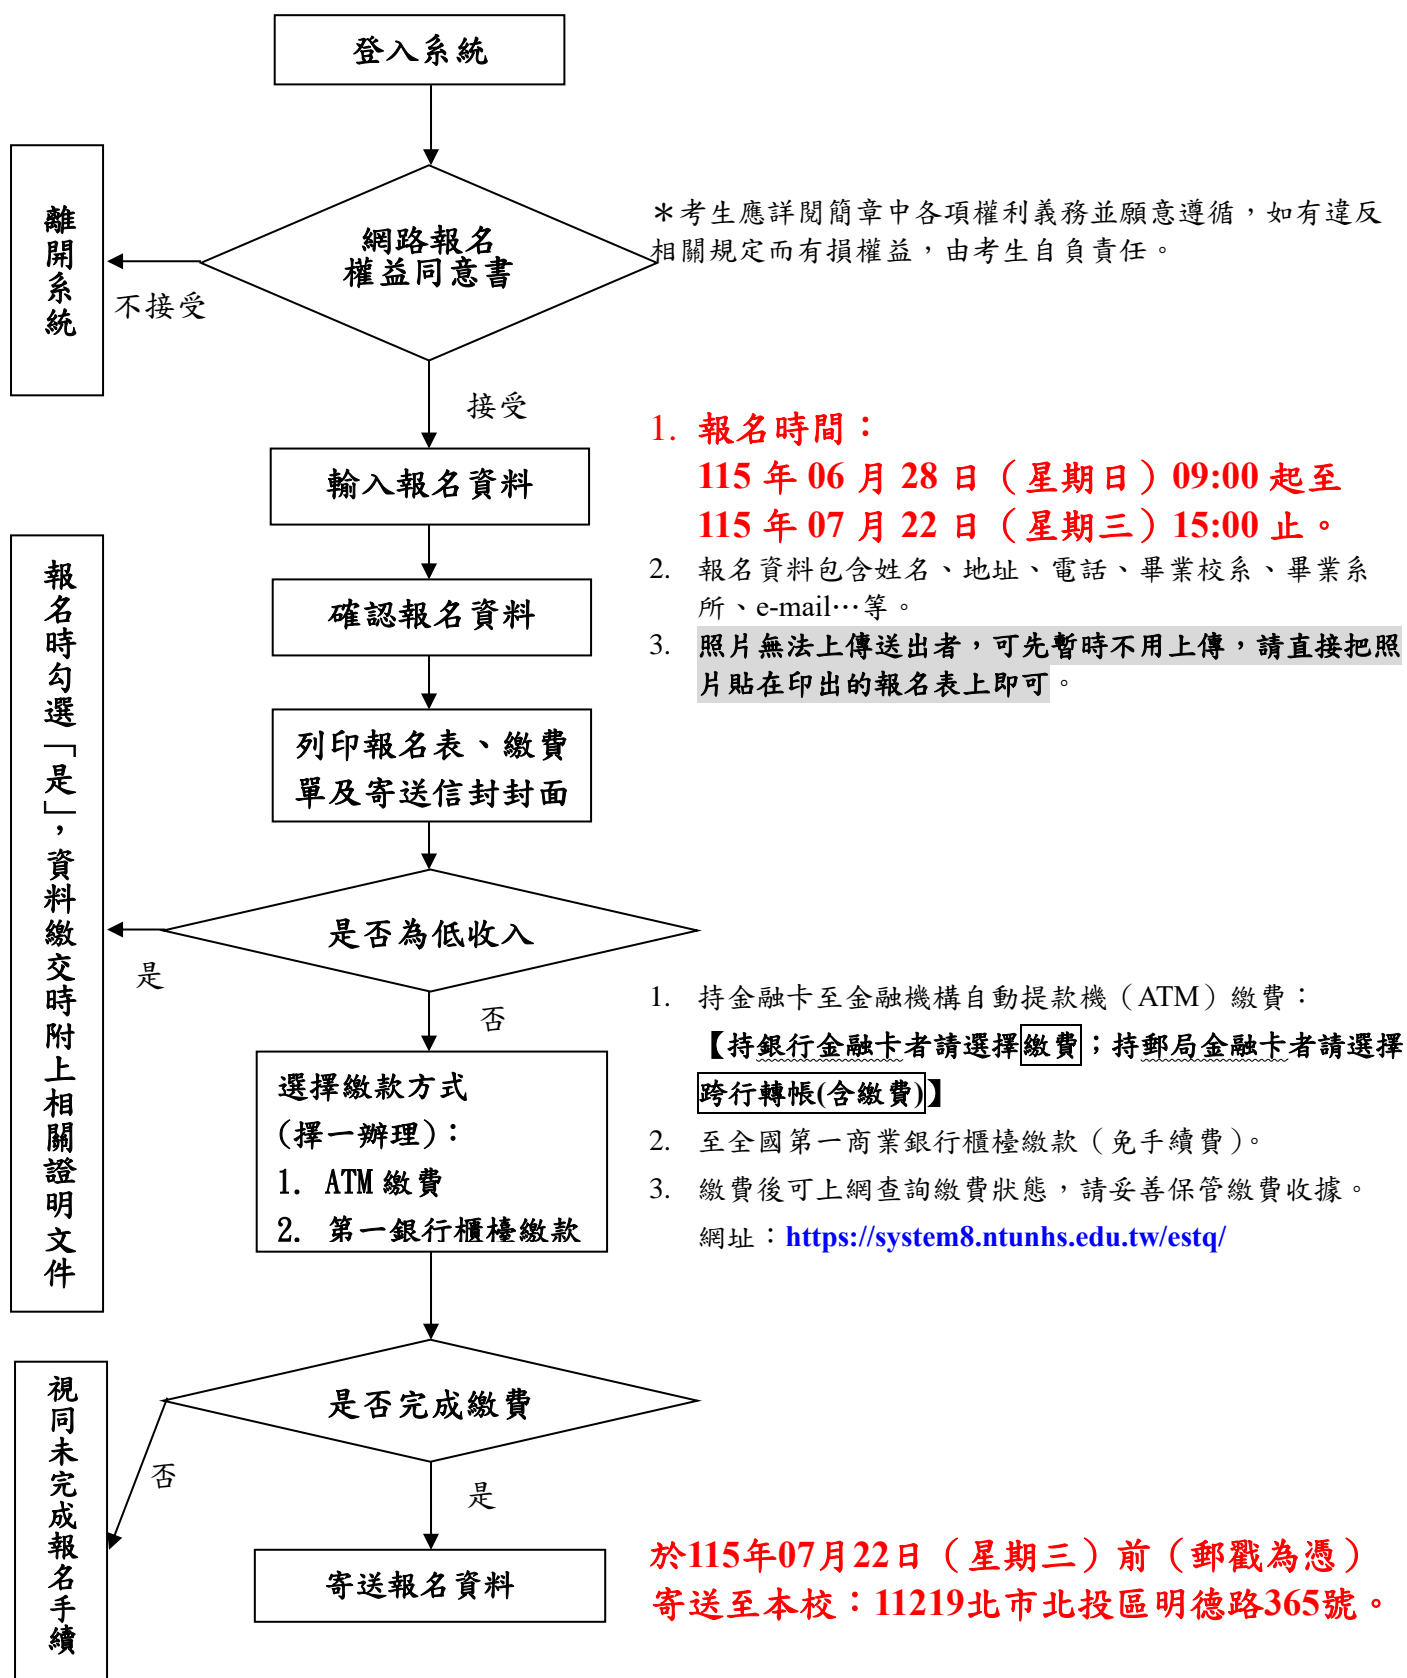 登入系統
離開系統
網路報名
權益同意書
＊考生應詳閱簡章中各項權利義務並願意遵循，如有違反
相關規定而有損權益，由考生自負責任。
不接受
接受
輸入報名資料
1. 報名時間：
115 年 06 月 28 日（星期日）09:00 起至
115 年 07 月 22 日（星期三）15:00 止。
2. 報名資料包含姓名、地址、電話、畢業校系、畢業系
所、e-mail…等。
3. 照片無法上傳送出者，可先暫時不用上傳，請直接把照
片貼在印出的報名表上即可。
確認報名資料
列印報名表、繳費
單及寄送信封封面
是否為低收入
是
報名時勾選「是」，資料繳交時附上相關證明文件
否
選擇繳款方式
(擇一辦理)：
1. ATM 繳費
2. 第一銀行櫃檯繳款
1. 持金融卡至金融機構自動提款機（ATM）繳費：
【持銀行金融卡者請選擇繳費；持郵局金融卡者請選擇
跨行轉帳(含繳費)】
2. 至全國第一商業銀行櫃檯繳款（免手續費）。
3. 繳費後可上網查詢繳費狀態，請妥善保管繳費收據。
網址：https://system8.ntunhs.edu.tw/estq/
是否完成繳費
否
視同未完成報名手續
是
寄送報名資料
於115年07月22日（星期三）前（郵戳為憑）
寄送至本校：11219北市北投區明德路365號。